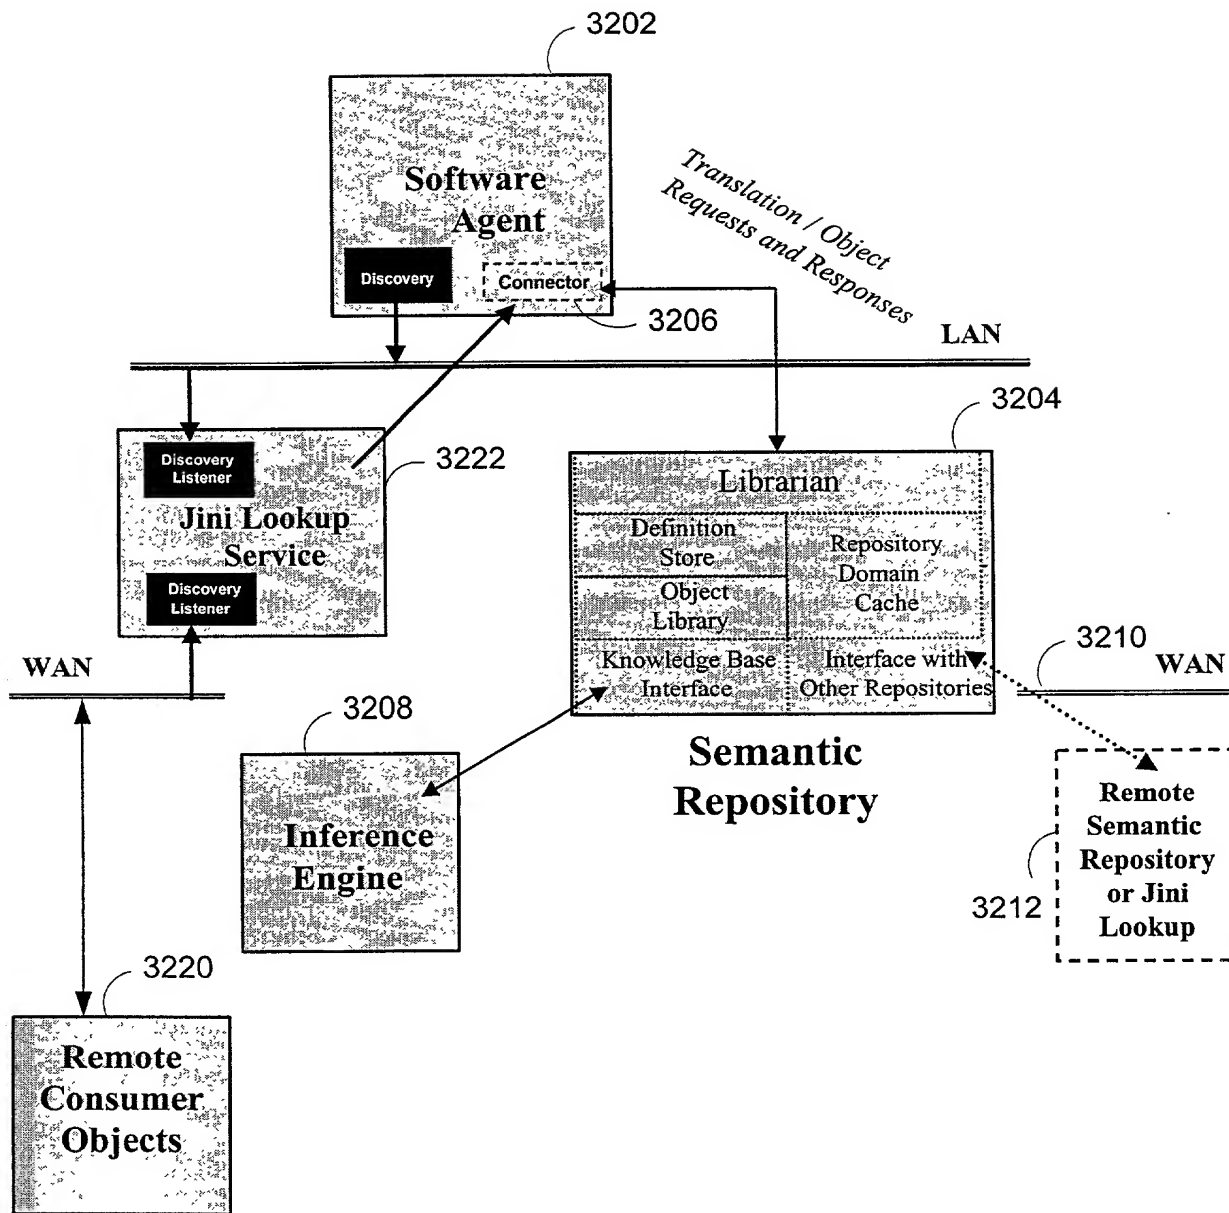 3202
Software
Agent
Discovery
Connector
3206
Translation / Object
Requests and Responses
LAN
3204
3222
Discovery
Listener
Jini Lookup
Service
Discovery
Listener
Librarian
Definition
Store
Object
Library
Repository
Domain
Cache
Knowledge Base
Interface
Interface with
Other Repositories
WAN
3210
WAN
3208
Semantic
Repository
Inference
Engine
Remote
Semantic
Repository
or Jini
Lookup
3212
3220
Remote
Consumer
Objects